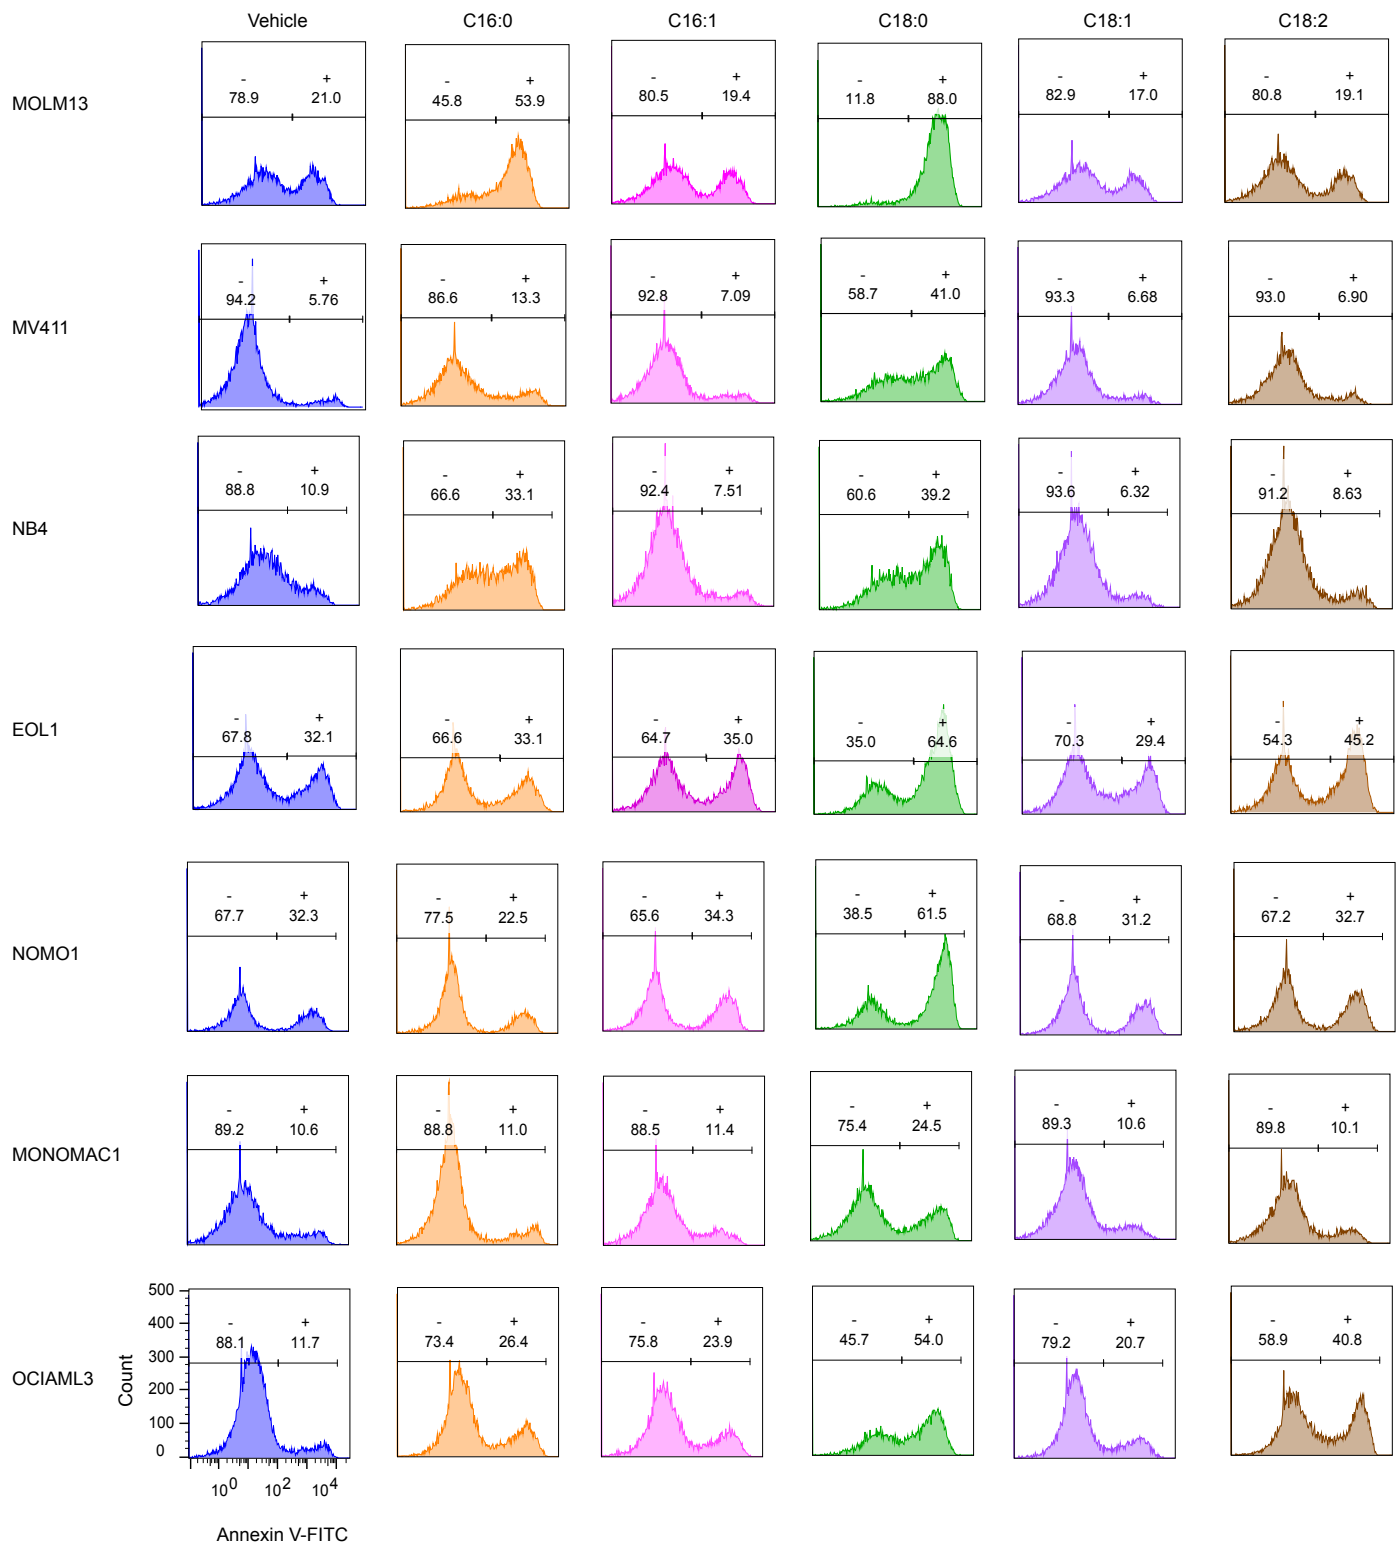 Vehicle C16:0 C16:1 C18:0 C18:1 C18:2
MOLM13
- + - + - + - + - + - +
78.9 21.0 45.8 53.9 80.5 19.4 11.8 88.0 82.9 17.0 80.8 19.1
MV411
- + - + - + - + - + - +
94.2 5.76 86.6 13.3 92.8 7.09 58.7 41.0 93.3 6.68 93.0 6.90
NB4
- + - + - + - + - + - +
88.8 10.9 66.6 33.1 92.4 7.51 60.6 39.2 93.6 6.32 91.2 8.63
EOL1
- + - + - + - + - + - +
67.8 32.1 66.6 33.1 64.7 35.0 35.0 64.6 70.3 29.4 54.3 45.2
NOMO1
- + - + - + - + - + - +
67.7 32.3 77.5 22.5 65.6 34.3 38.5 61.5 68.8 31.2 67.2 32.7
MONOMAC1
- + - + - + - + - + - +
89.2 10.6 88.8 11.0 88.5 11.4 75.4 24.5 89.3 10.6 89.8 10.1
OCIAML3
- + - + - + - + - + - +
88.1 11.7 73.4 26.4 75.8 23.9 45.7 54.0 79.2 20.7 58.9 40.8
Count
500
400
300
200
100
0
10^0 10^2 10^4
Annexin V-FITC